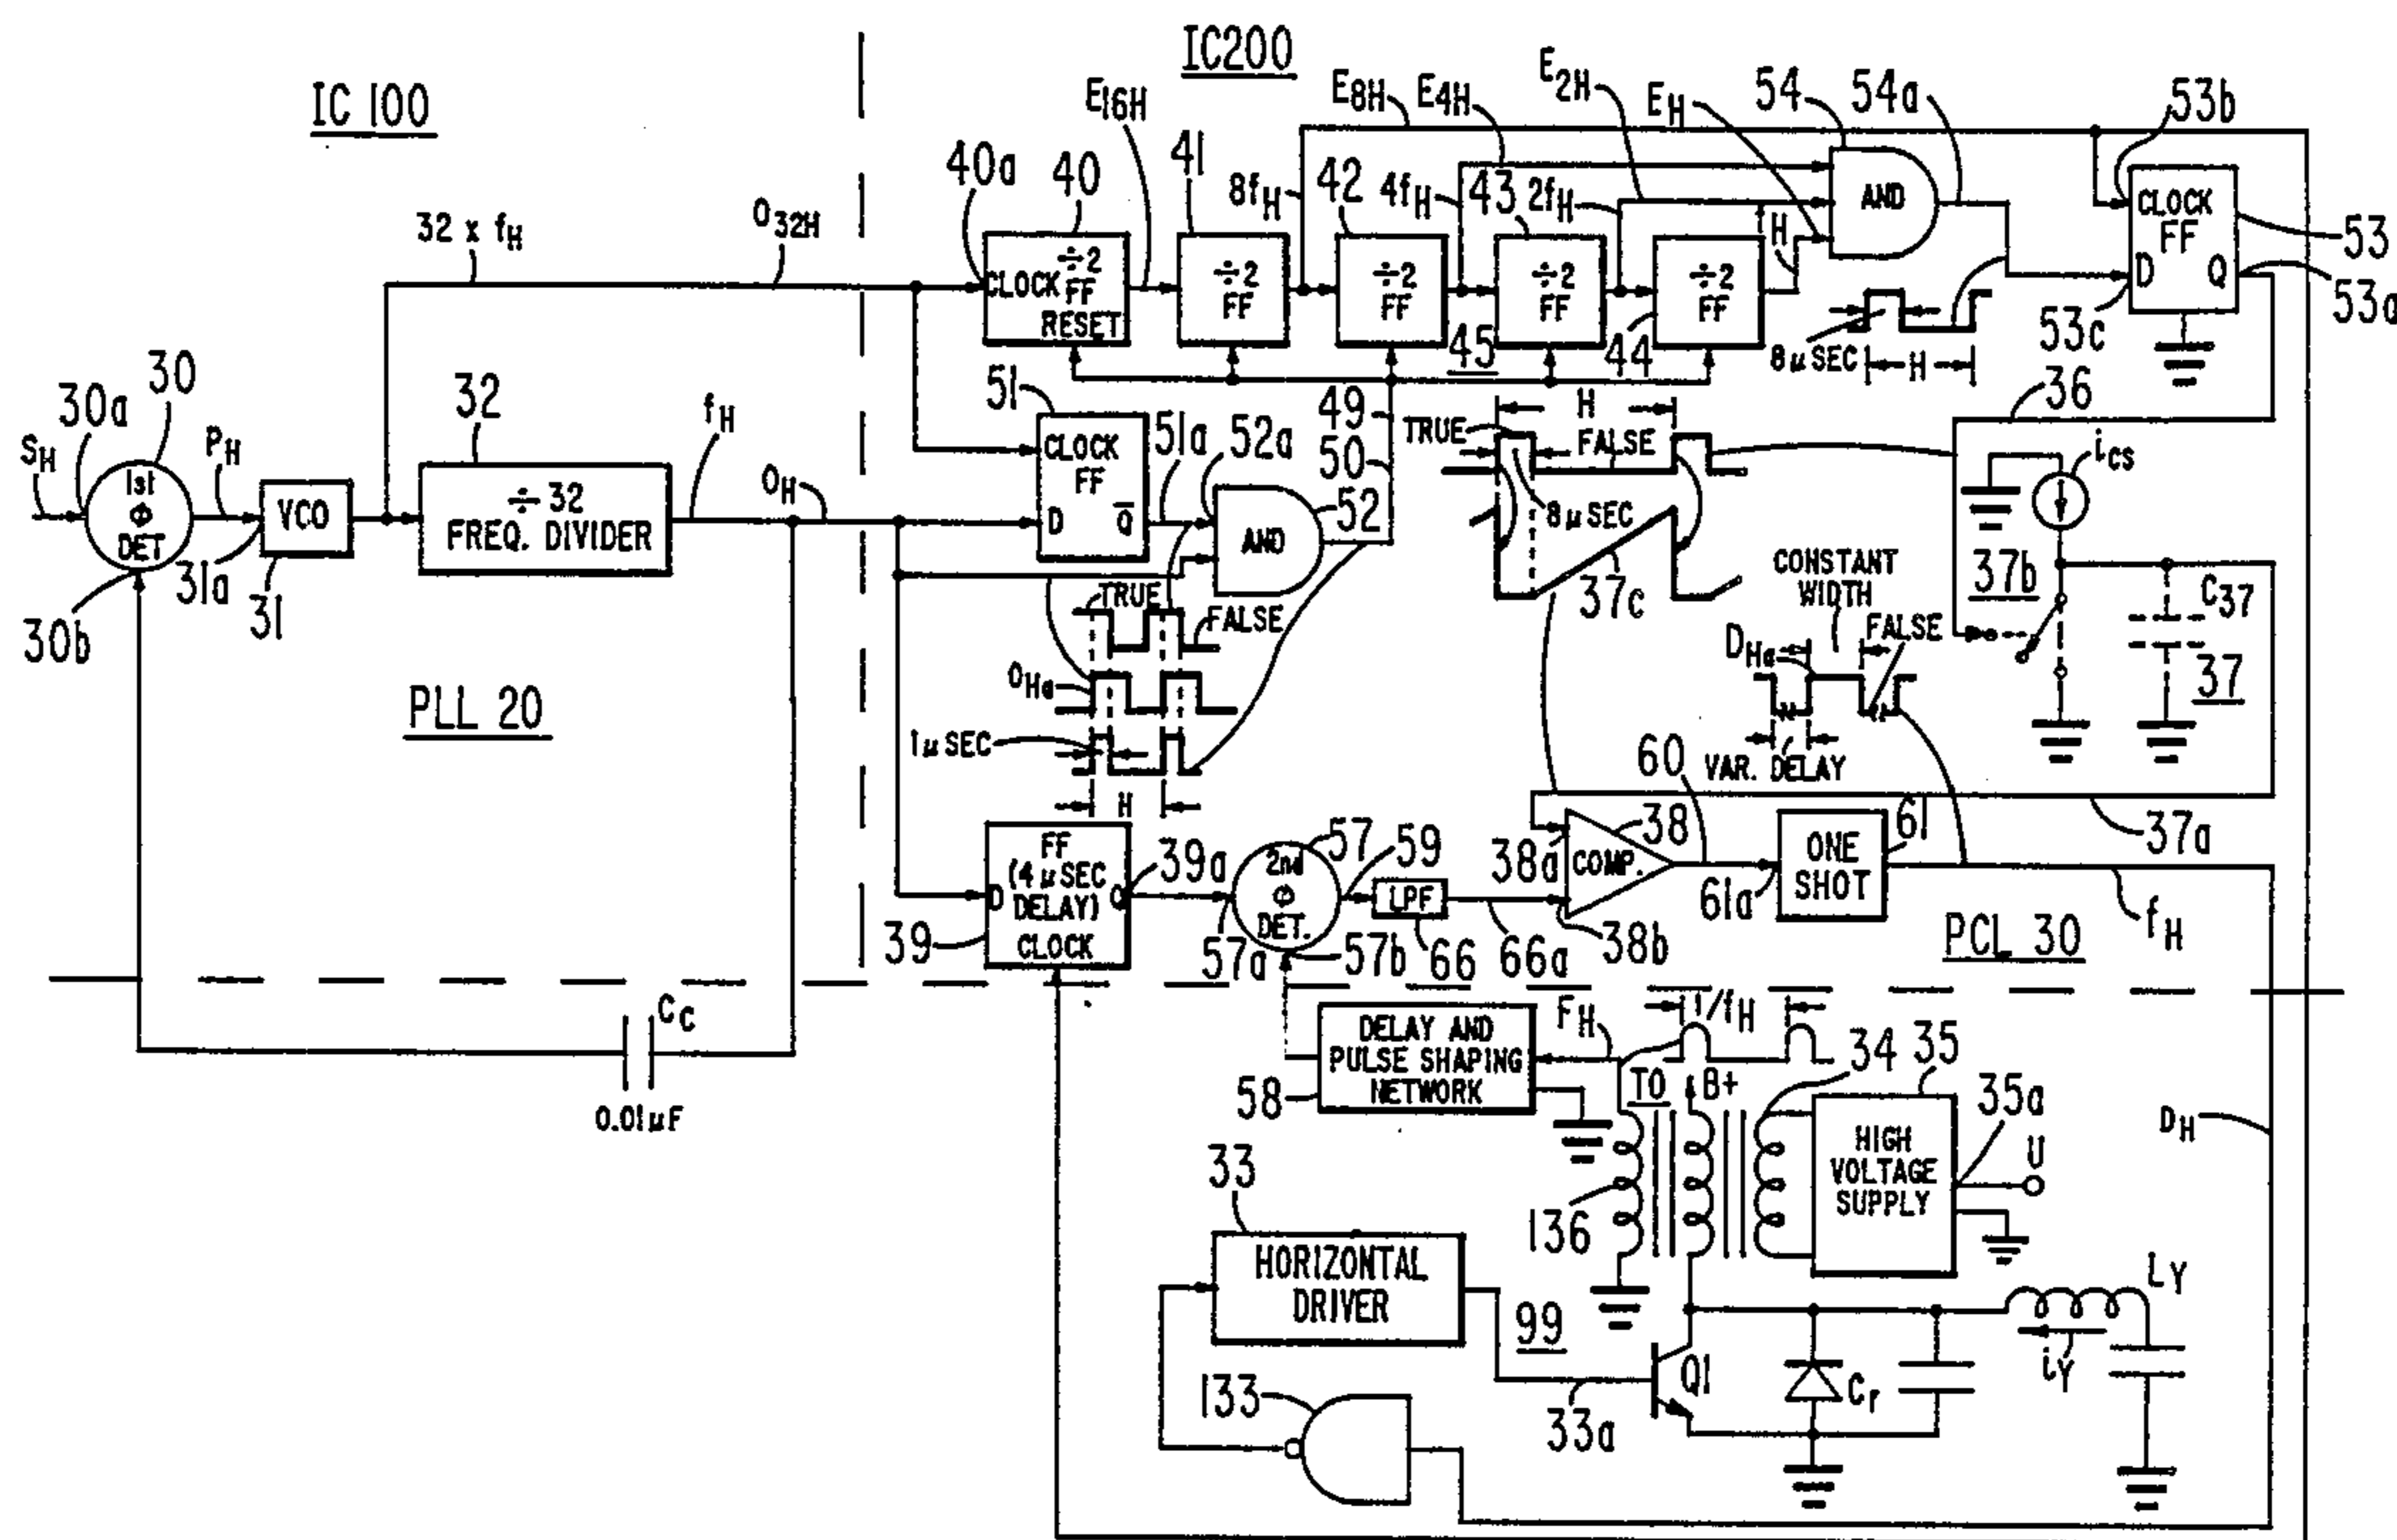 IC 100
IC200
32 x fH
O32H
40a
40
E16H
41
E8H
E4H
E2H
EH
54
54a
53b
8fH
42
4fH
43
2fH
H
CLOCK
÷2
FF
RESET
÷2
FF
÷2
FF
÷2
FF
÷2
FF
AND
CLOCK
FF
D
Q
53
53a
53c
45
44
8µSEC
H
36
SH
30a
30
PH
1st
Φ
DET
30b
31a
VCO
31
32
÷32
FREQ. DIVIDER
fH
OH
PLL 20
51
CLOCK
FF
D
Q̅
51a
52a
AND
52
49
50
TRUE
FALSE
OHa
1µSEC
H
H
TRUE
FALSE
8µSEC
37c
ics
37b
C37
37
CONSTANT
WIDTH
DHa
FALSE
VAR. DELAY
FF
(4µSEC
DELAY)
D
Q
CLOCK
39
39a
57
2nd
Φ
DET.
57a
57b
59
LPF
66
66a
38a
COMP.
38
38b
60
61a
ONE
SHOT
61
37a
fH
PCL 30
CC
0.01µF
DELAY AND
PULSE SHAPING
NETWORK
58
FH
1/fH
T0
B+
34
35
35a
HIGH
VOLTAGE
SUPPLY
U
DH
136
33
HORIZONTAL
DRIVER
99
33a
Q1
Cr
LY
iY
133